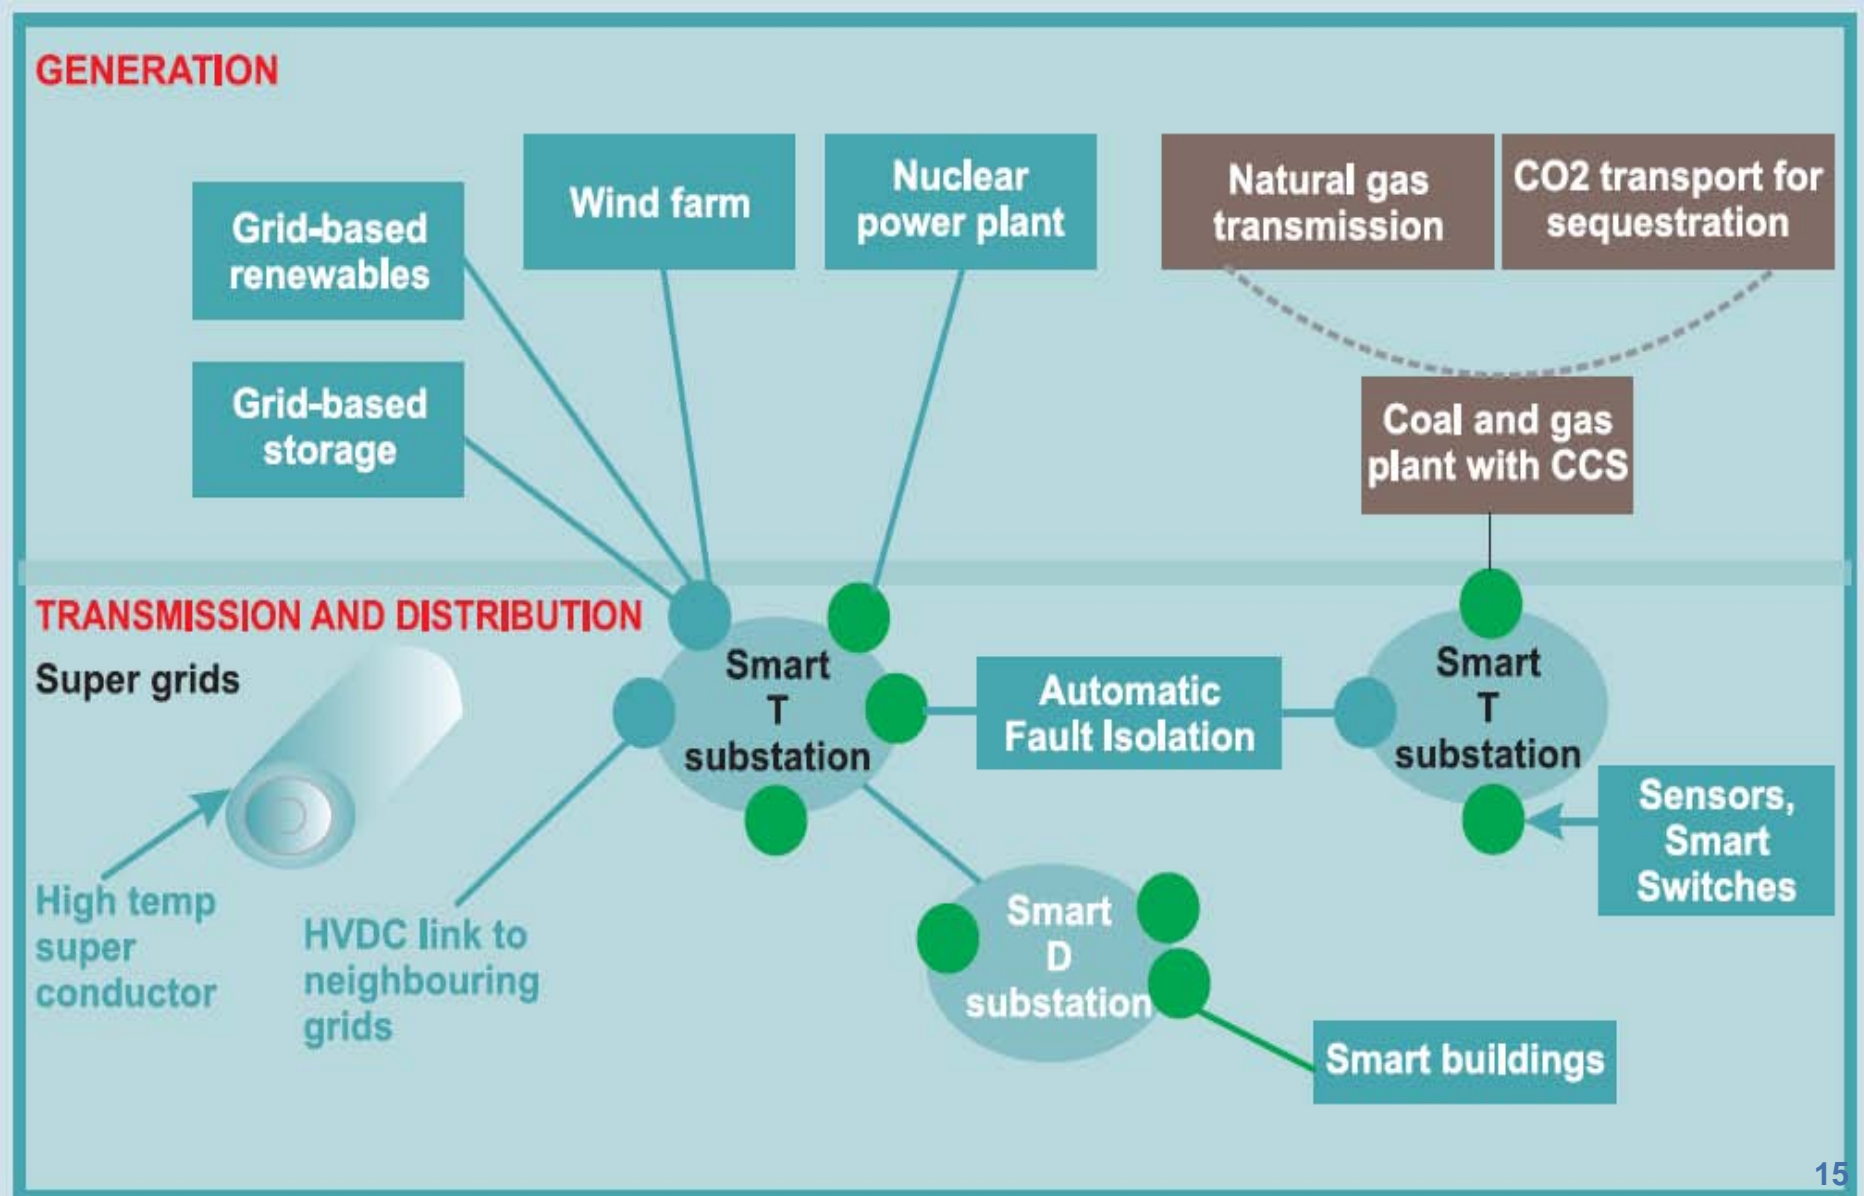 GENERATION
Grid-based
renewables
Wind farm
Nuclear
power plant
Natural gas
transmission
CO2 transport for
sequestration
Grid-based
storage
Coal and gas
plant with CCS
TRANSMISSION AND DISTRIBUTION
Super grids
Smart
T
substation
Automatic
Fault Isolation
Smart
T
substation
Sensors,
Smart
Switches
High temp
super
conductor
HVDC link to
neighbouring
grids
Smart
D
substation
Smart buildings
15